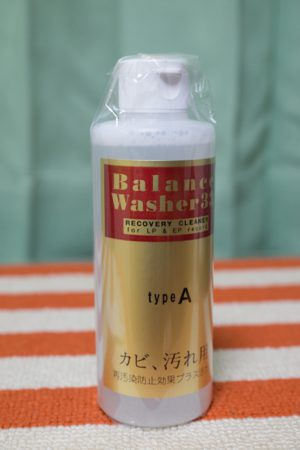 Balance
Washer33
RECOVERY CLEANER
for LP & EP record
type A
カビ、汚れ用
再汚染防止効果プラス